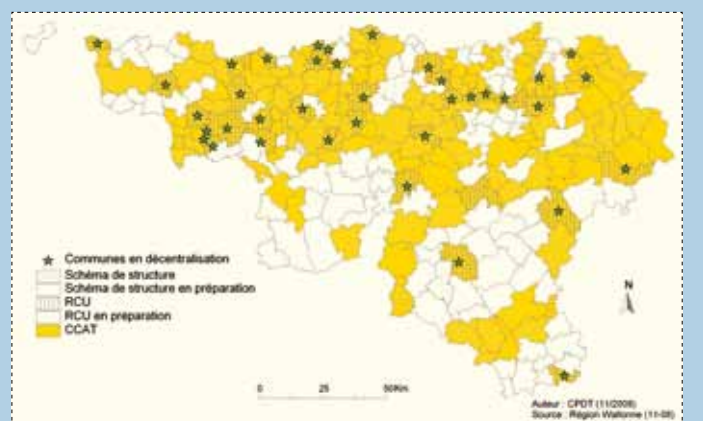 Communes en décentralisation
Schéma de structure
Schéma de structure en préparation
RCU
RCU en préparation
CCAT
N
0 25 50Km
Auteur : CPDT (11/2008)
Source : Région Wallonne (11-08)